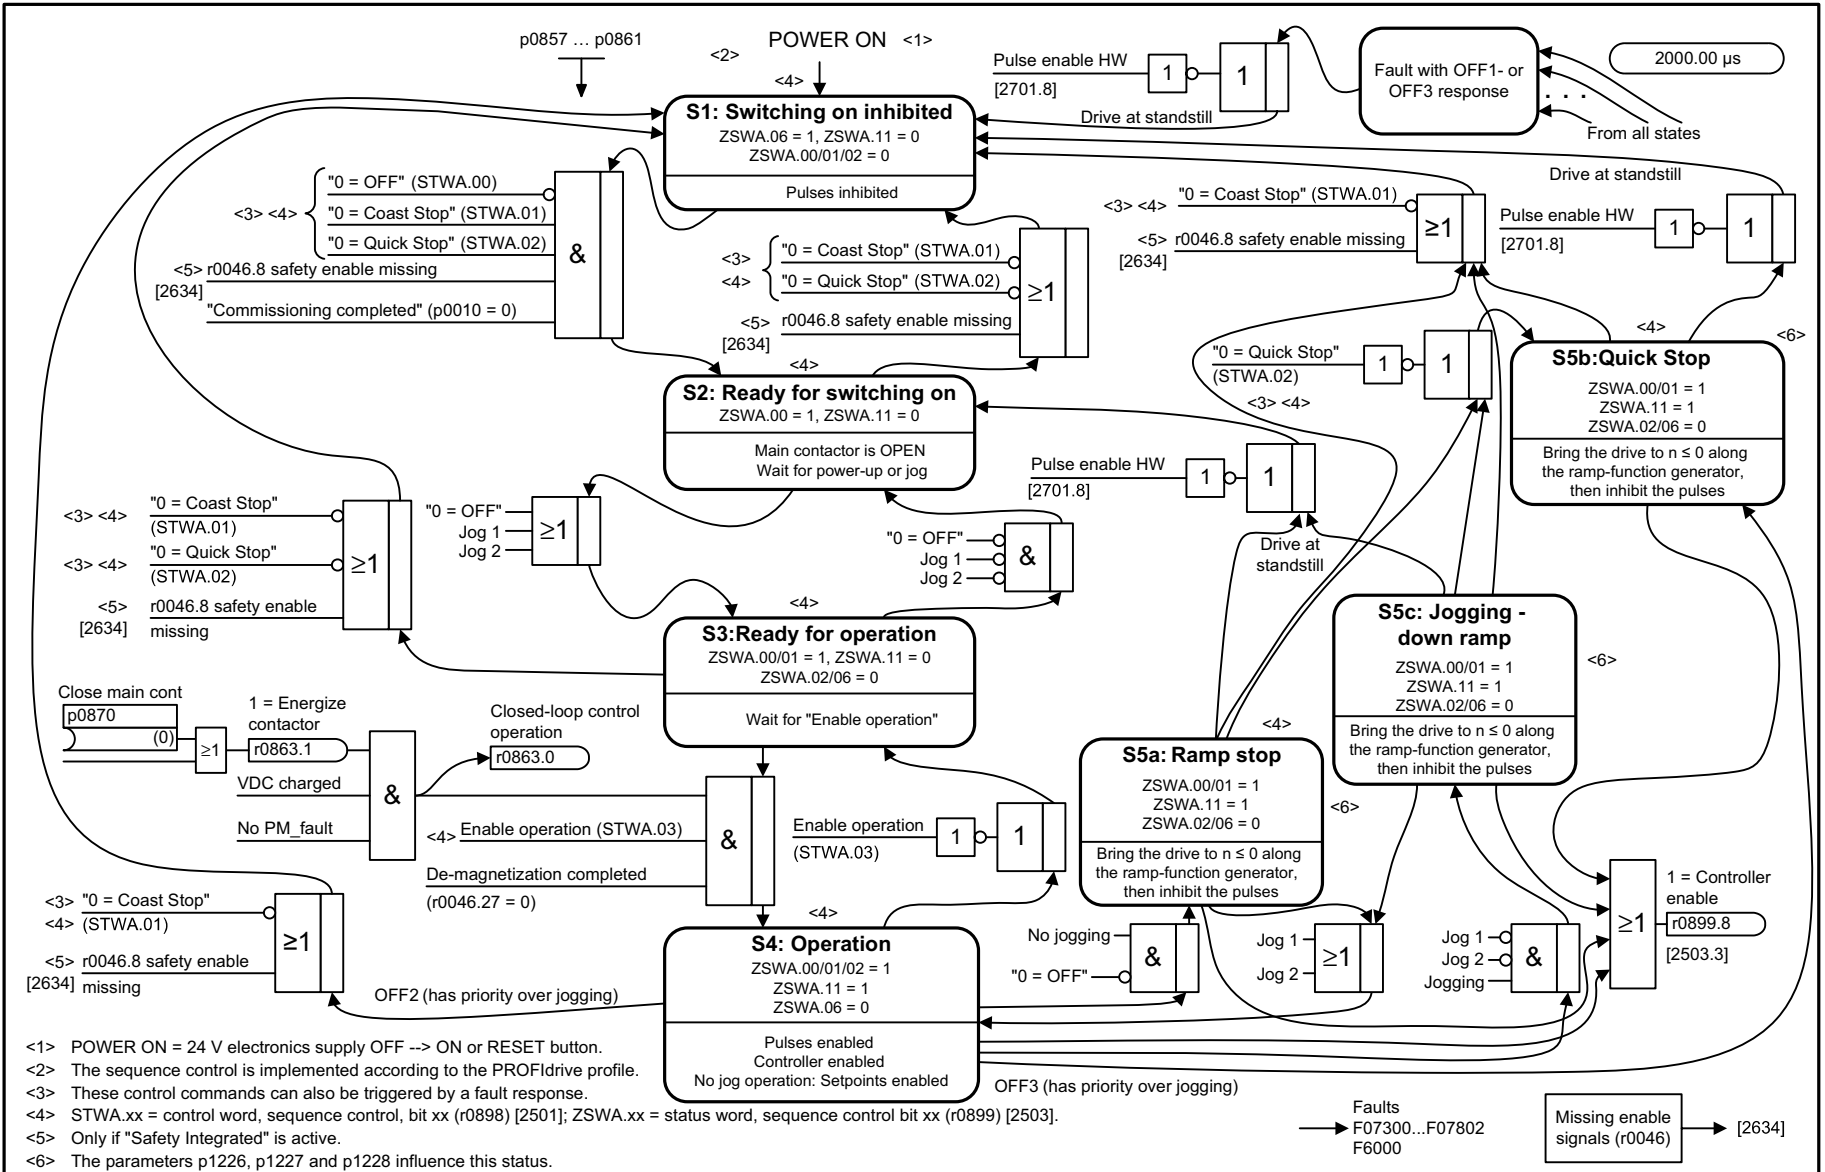 p0857 ... p0861
<2>
POWER ON <1>
<4>
S1: Switching on inhibited
ZSWA.06 = 1, ZSWA.11 = 0
ZSWA.00/01/02 = 0
Pulses inhibited
Pulse enable HW
[2701.8]
1
1
Drive at standstill
Fault with OFF1- or
OFF3 response
2000.00 µs
. . .
From all states
Drive at standstill
<3> <4>
"0 = OFF" (STWA.00)
"0 = Coast Stop" (STWA.01)
"0 = Quick Stop" (STWA.02)
<5> r0046.8 safety enable missing
[2634]
"Commissioning completed" (p0010 = 0)
&
<3>
<4>
"0 = Coast Stop" (STWA.01)
"0 = Quick Stop" (STWA.02)
<5> r0046.8 safety enable missing
[2634]
≥1
<3> <4>
"0 = Coast Stop" (STWA.01)
<5> r0046.8 safety enable missing
[2634]
≥1
Pulse enable HW
[2701.8]
1
1
<4>
S2: Ready for switching on
ZSWA.00 = 1, ZSWA.11 = 0
Main contactor is OPEN
Wait for power-up or jog
"0 = Quick Stop"
(STWA.02)
1
1
<3> <4>
<4>
<6>
S5b:Quick Stop
ZSWA.00/01 = 1
ZSWA.11 = 1
ZSWA.02/06 = 0
Bring the drive to n ≤ 0 along
the ramp-function generator,
then inhibit the pulses
Pulse enable HW
[2701.8]
1
1
Drive at
standstill
<3> <4>
"0 = Coast Stop"
(STWA.01)
<3> <4>
"0 = Quick Stop"
(STWA.02)
<5> r0046.8 safety enable
[2634] missing
≥1
"0 = OFF"
Jog 1
Jog 2
≥1
"0 = OFF"
Jog 1
Jog 2
&
<4>
S3:Ready for operation
ZSWA.00/01 = 1, ZSWA.11 = 0
ZSWA.02/06 = 0
Wait for "Enable operation"
S5c: Jogging -
down ramp
ZSWA.00/01 = 1
ZSWA.11 = 1
ZSWA.02/06 = 0
Bring the drive to n ≤ 0 along
the ramp-function generator,
then inhibit the pulses
<6>
Close main cont
p0870
(0)
≥1
1 = Energize
contactor
r0863.1
VDC charged
No PM_fault
&
Closed-loop control
operation
r0863.0
<4> Enable operation (STWA.03)
De-magnetization completed
(r0046.27 = 0)
&
Enable operation
(STWA.03)
1
1
<4>
S5a: Ramp stop
ZSWA.00/01 = 1
ZSWA.11 = 1
ZSWA.02/06 = 0
Bring the drive to n ≤ 0 along
the ramp-function generator,
then inhibit the pulses
<6>
<3> "0 = Coast Stop"
<4> (STWA.01)
<5> r0046.8 safety enable
[2634] missing
≥1
OFF2 (has priority over jogging)
<4>
S4: Operation
ZSWA.00/01/02 = 1
ZSWA.11 = 1
ZSWA.06 = 0
Pulses enabled
Controller enabled
No jog operation: Setpoints enabled
No jogging
"0 = OFF"
&
Jog 1
Jog 2
≥1
Jog 1
Jog 2
Jogging
&
≥1
1 = Controller
enable
r0899.8
[2503.3]
OFF3 (has priority over jogging)
<1> POWER ON = 24 V electronics supply OFF --> ON or RESET button.
<2> The sequence control is implemented according to the PROFIdrive profile.
<3> These control commands can also be triggered by a fault response.
<4> STWA.xx = control word, sequence control, bit xx (r0898) [2501]; ZSWA.xx = status word, sequence control bit xx (r0899) [2503].
<5> Only if "Safety Integrated" is active.
<6> The parameters p1226, p1227 and p1228 influence this status.
Faults
F07300...F07802
F6000
Missing enable
signals (r0046)
[2634]